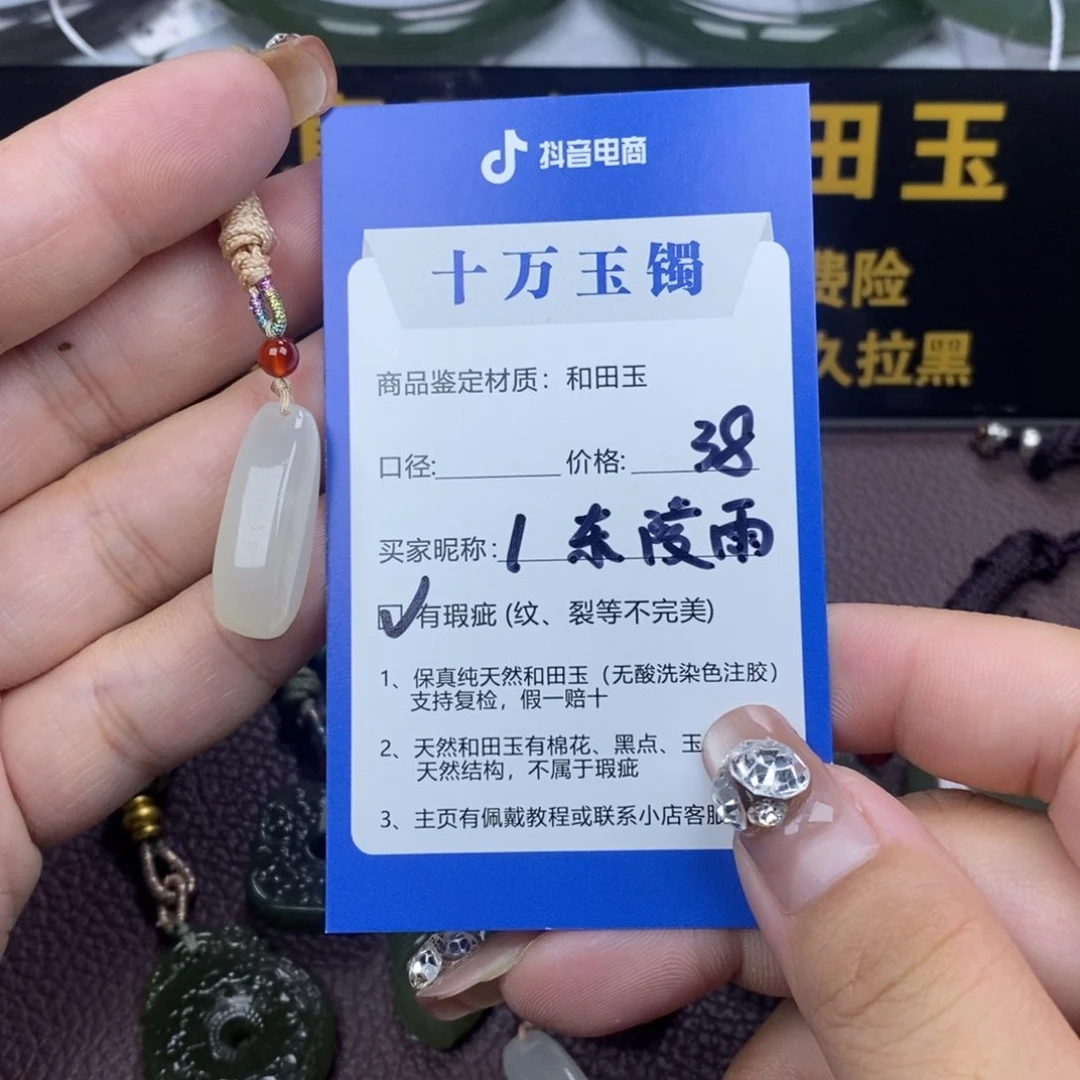 抖音电商
田玉
费险
久拉黑
十万玉镯
商品鉴定材质：和田玉
口径: 价格: 38
买家昵称: 1 东陵雨
有瑕疵 (纹、裂等不完美)
1、保真纯天然和田玉（无酸洗染色注胶）
支持复检，假一赔十
2、天然和田玉有棉花、黑点、玉
天然结构，不属于瑕疵
3、主页有佩戴教程或联系小店客服